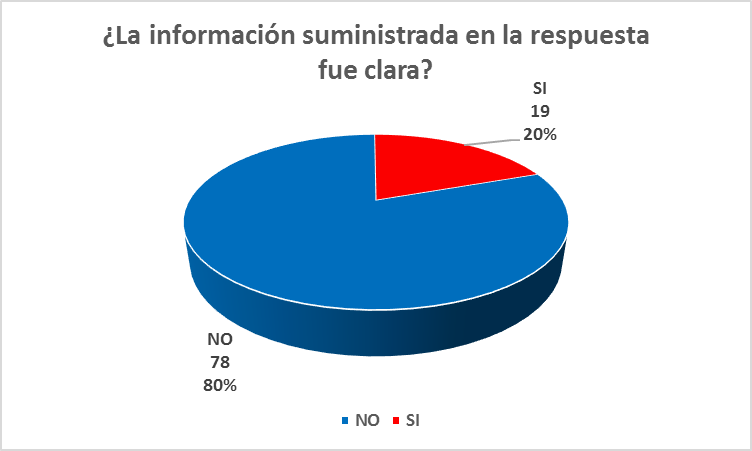 ¿La información suministrada en la respuesta
fue clara?
SI
19
20%
NO
78
80%
NO
SI